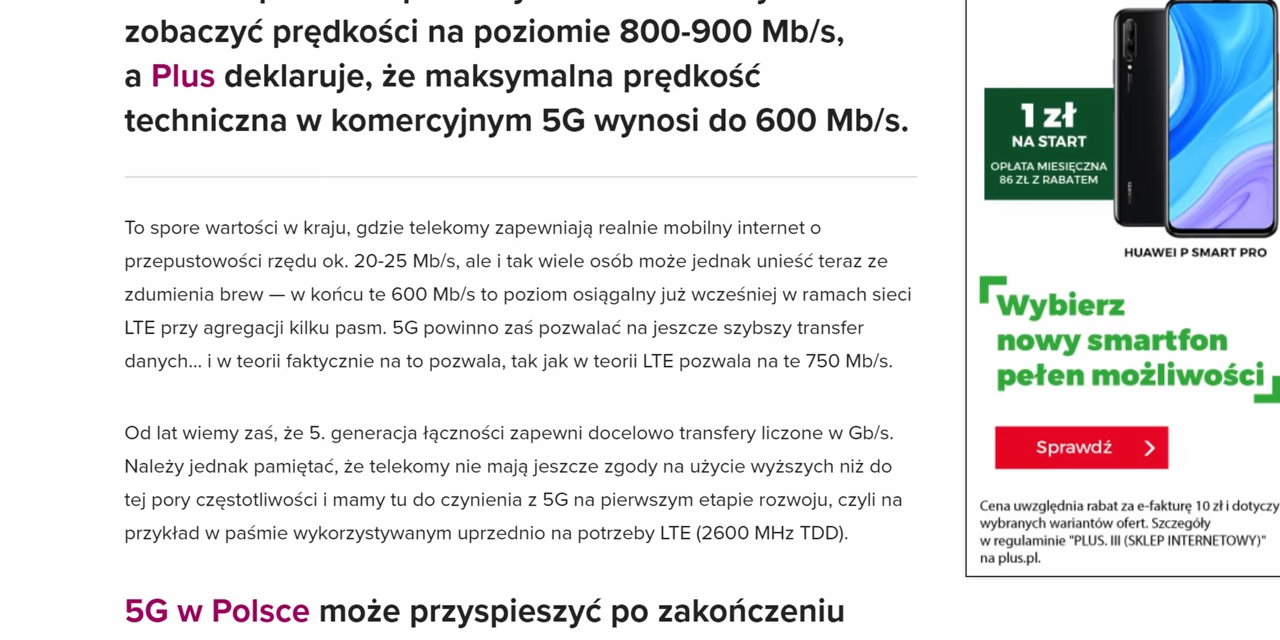 zobaczyć prędkości na poziomie 800-900 Mb/s,
a Plus deklaruje, że maksymalna prędkość
techniczna w komercyjnym 5G wynosi do 600 Mb/s.
To spore wartości w kraju, gdzie telekomy zapewniają realnie mobilny internet o
przepustowości rzędu ok. 20-25 Mb/s, ale i tak wiele osób może jednak unieść teraz ze
zdumienia brew — w końcu te 600 Mb/s to poziom osiągalny już wcześniej w ramach sieci
LTE przy agregacji kilku pasm. 5G powinno zaś pozwalać na jeszcze szybszy transfer
danych... i w teorii faktycznie na to pozwala, tak jak w teorii LTE pozwala na te 750 Mb/s.
Od lat wiemy zaś, że 5. generacja łączności zapewni docelowo transfery liczone w Gb/s.
Należy jednak pamiętać, że telekomy nie mają jeszcze zgody na użycie wyższych niż do
tej pory częstotliwości i mamy tu do czynienia z 5G na pierwszym etapie rozwoju, czyli na
przykład w paśmie wykorzystywanym uprzednio na potrzeby LTE (2600 MHz TDD).
5G w Polsce może przyspieszyć po zakończeniu
1 zł
NA START
OPŁATA MIESIĘCZNA
86 ZŁ Z RABATEM
HUAWEI P SMART PRO
Wybierz
nowy smartfon
pełen możliwości
Sprawdź
Cena uwzględnia rabat za e-fakturę 10 zł i dotyczy
wybranych wariantów ofert. Szczegóły
w regulaminie "PLUS. III (SKLEP INTERNETOWY)"
na plus.pl.